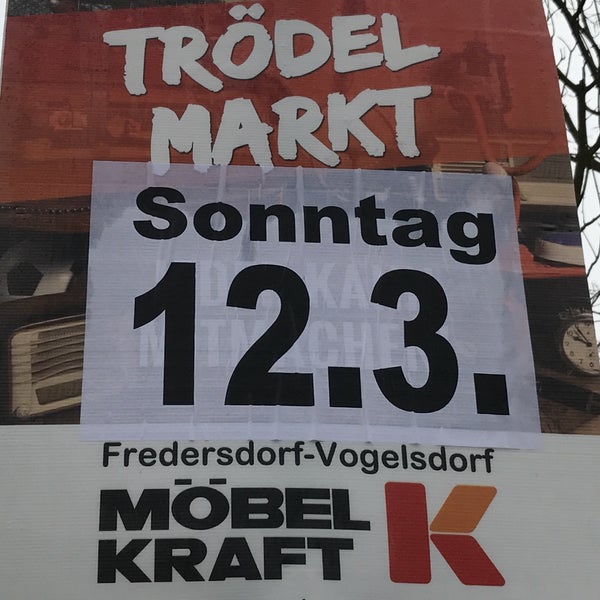 TRÖDEL
MARKT
Sonntag
12.3.
Fredersdorf-Vogelsdorf
MÖBEL
KRAFT